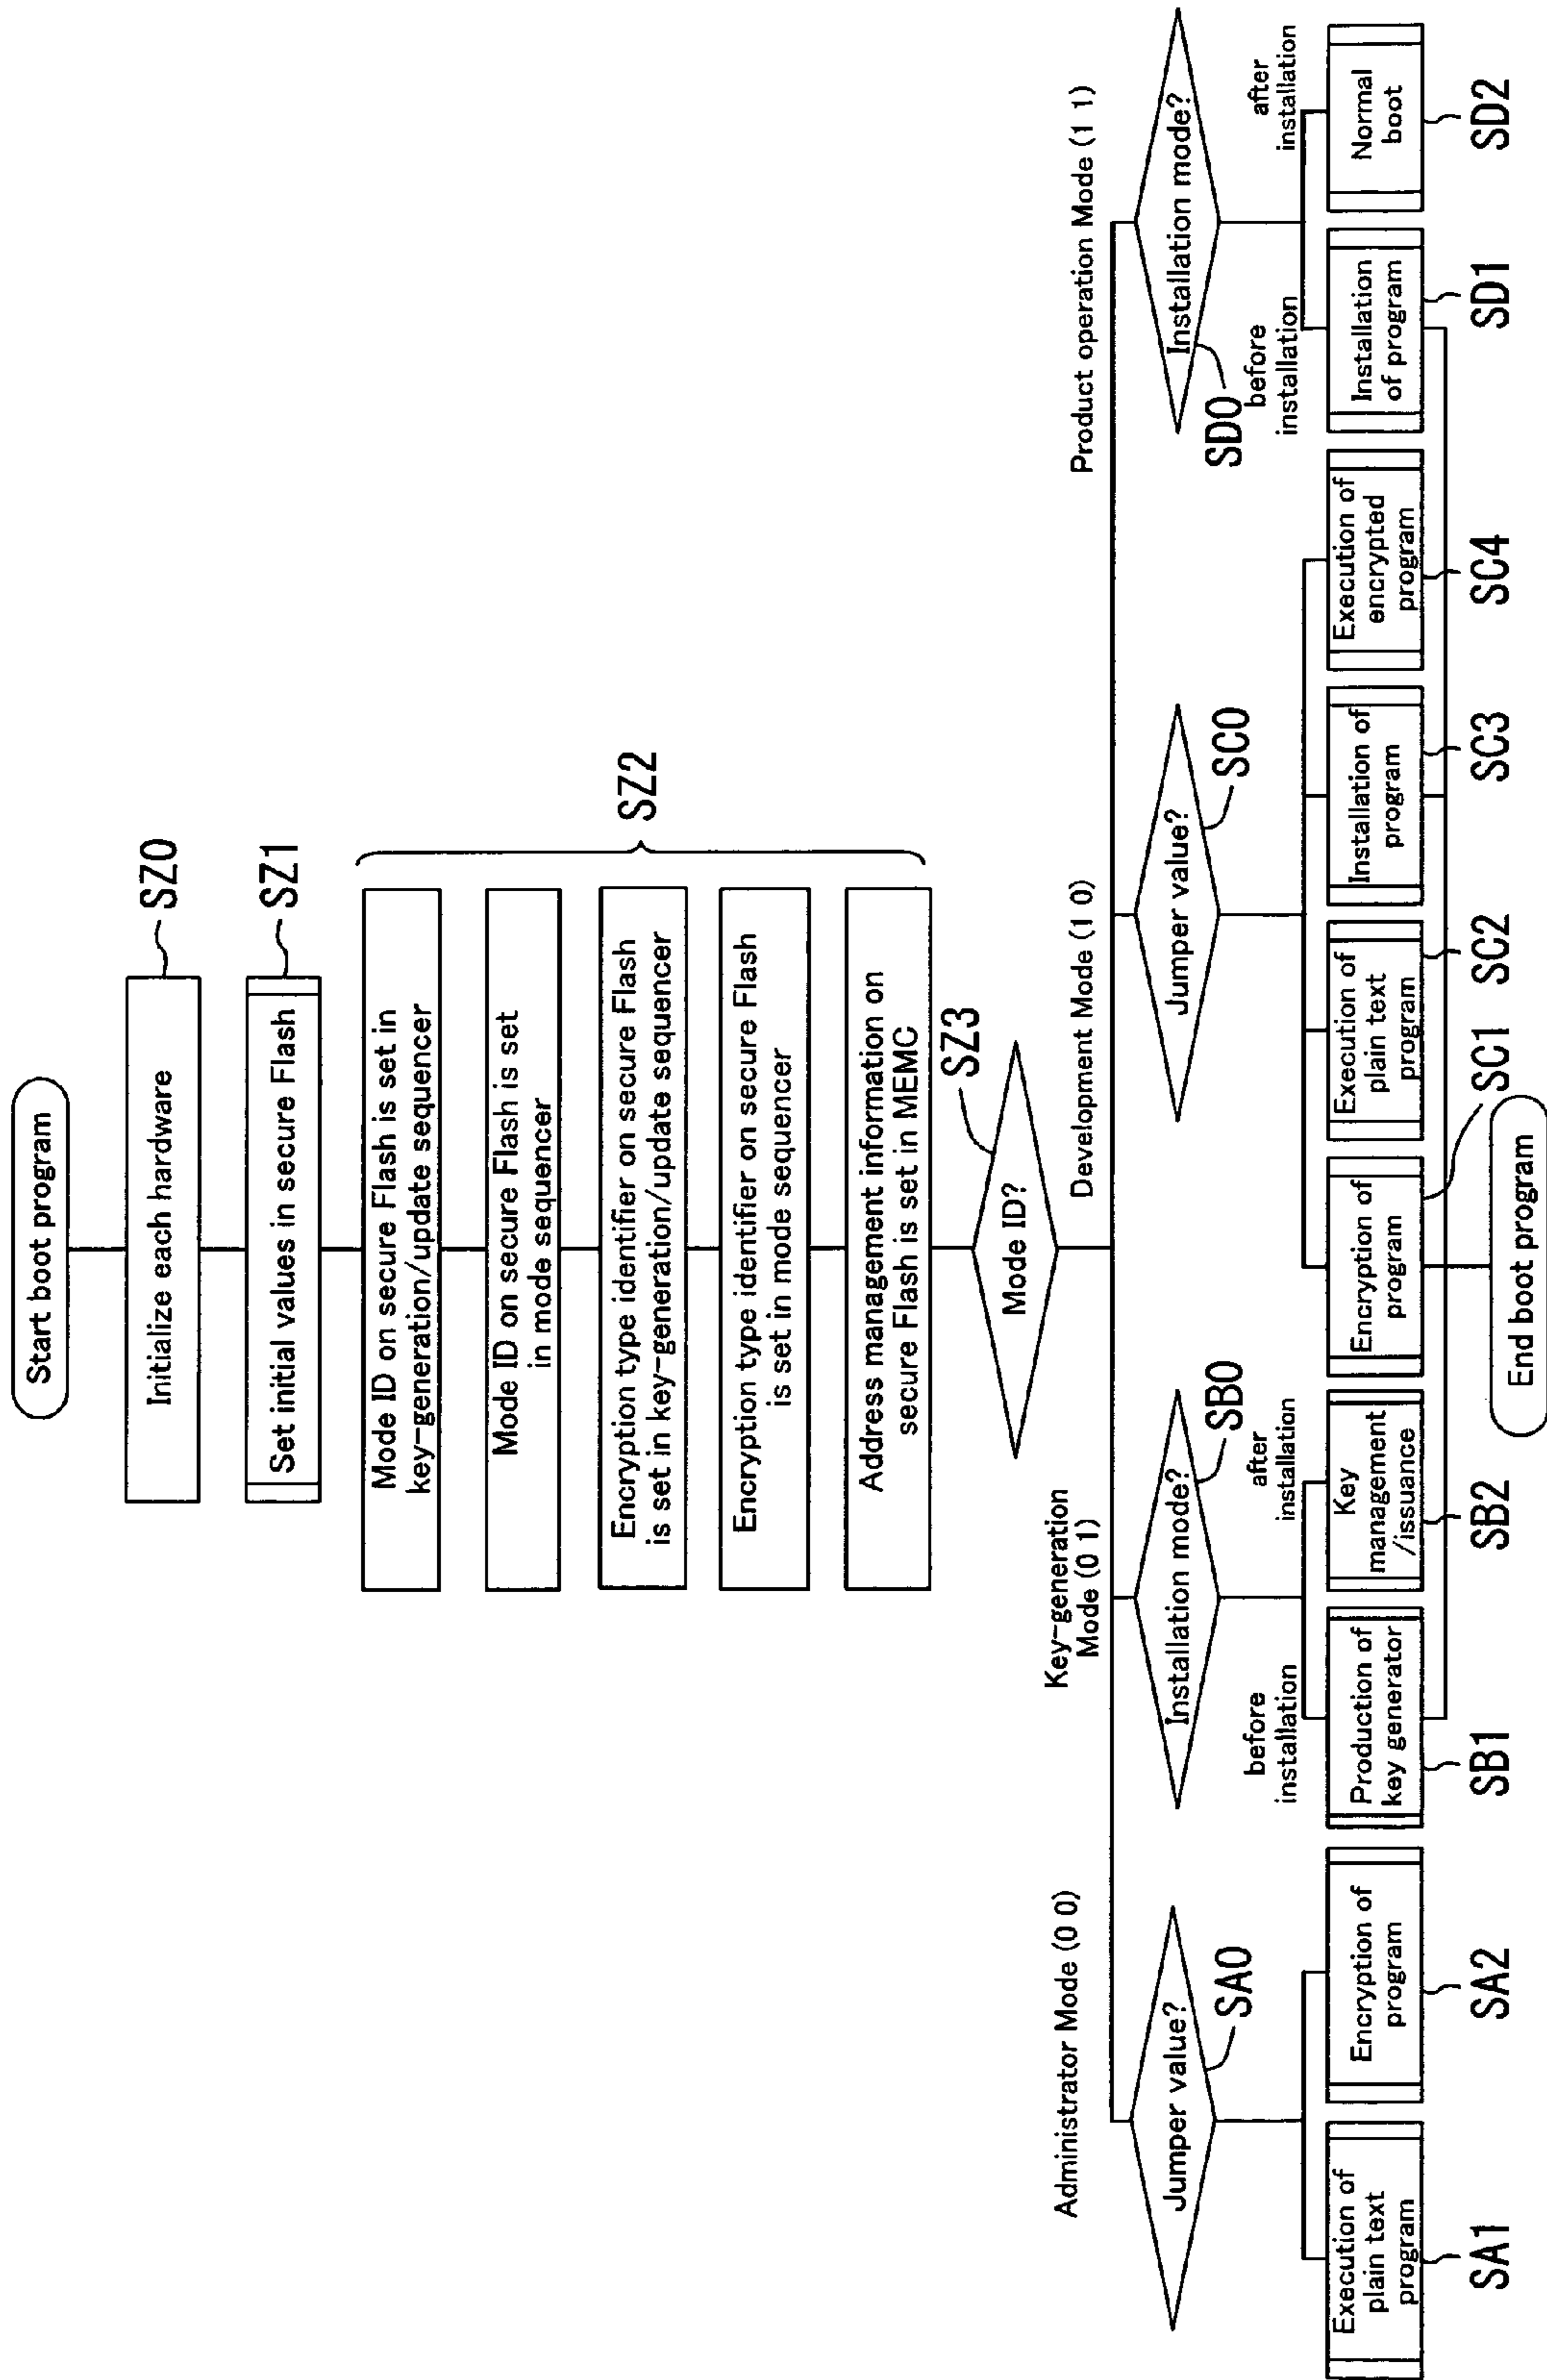 Start boot program
Initialize each hardware
SZ0
Set initial values in secure Flash
SZ1
Mode ID on secure Flash is set in
key-generation/update sequencer
Mode ID on secure Flash is set
in mode sequencer
Encryption type identifier on secure Flash
is set in key-generation/update sequencer
Encryption type identifier on secure Flash
is set in mode sequencer
Address management information on
secure Flash is set in MEMC
SZ2
Mode ID?
SZ3
Administrator Mode (0 0)
Key-generation
Mode (0 1)
Development Mode (1 0)
Product operation Mode (1 1)
Jumper value?
SA0
Installation mode?
SB0
Jumper value?
SC0
Installation mode?
SD0
before
installation
after
installation
before
installation
after
installation
Execution of
plain text
program
SA1
Encryption of
program
SA2
Production of
key generator
SB1
Key
management
/issuance
SB2
Encryption of
program
SC1
Execution of
plain text
program
SC2
Installation of
program
SC3
Execution of
encrypted
program
SC4
Installation
of program
SD1
Normal
boot
SD2
End boot program